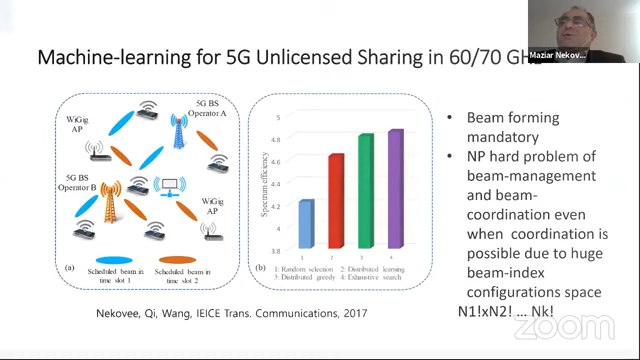 Machine-learning for 5G Unlicensed Sharing in 60/70 GHz
Maziar Nekov...
WiGig
AP
5G BS
Operator A
5G BS
Operator B
WiGig
AP
Scheduled beam in
time slot 1
Scheduled beam in
time slot 2
(a)
Spectrum efficiency
5
4.8
4.6
4.4
4.2
4
3.8
1
2
3
4
(b)
1: Random selection
2: Distributed learning
3: Distributed greedy
4: Exhaustive search
• Beam forming
mandatory
• NP hard problem of
beam-management
and beam-
coordination even
when coordination is
possible due to huge
beam-index
configurations space
N1!xN2! ... Nk!
Nekovee, Qi, Wang, IEICE Trans. Communications, 2017
zoom